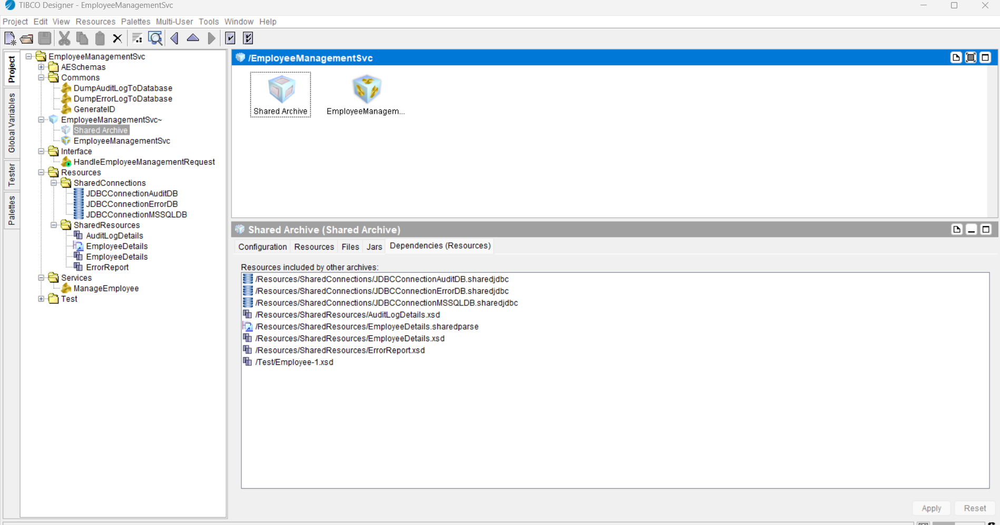 TIBCO Designer - EmployeeManagementSvc
Project Edit View Resources Palettes Multi-User Tools Window Help
Project
Global Variables
Tester
Palettes
EmployeeManagementSvc
AESchemas
Commons
DumpAuditLogToDatabase
DumpErrorLogToDatabase
GenerateID
EmployeeManagementSvc~
Shared Archive
EmployeeManagementSvc
Interface
HandleEmployeeManagementRequest
Resources
SharedConnections
JDBCConnectionAuditDB
JDBCConnectionErrorDB
JDBCConnectionMSSQLDB
SharedResources
AuditLogDetails
EmployeeDetails
EmployeeDetails
ErrorReport
Services
ManageEmployee
Test
/EmployeeManagementSvc
Shared Archive
EmployeeManagem...
Shared Archive (Shared Archive)
Configuration Resources Files Jars Dependencies (Resources)
Resources included by other archives:
/Resources/SharedConnections/JDBCConnectionAuditDB.sharedjdbc
/Resources/SharedConnections/JDBCConnectionErrorDB.sharedjdbc
/Resources/SharedConnections/JDBCConnectionMSSQLDB.sharedjdbc
/Resources/SharedResources/AuditLogDetails.xsd
/Resources/SharedResources/EmployeeDetails.sharedparse
/Resources/SharedResources/EmployeeDetails.xsd
/Resources/SharedResources/ErrorReport.xsd
/Test/Employee-1.xsd
Apply Reset